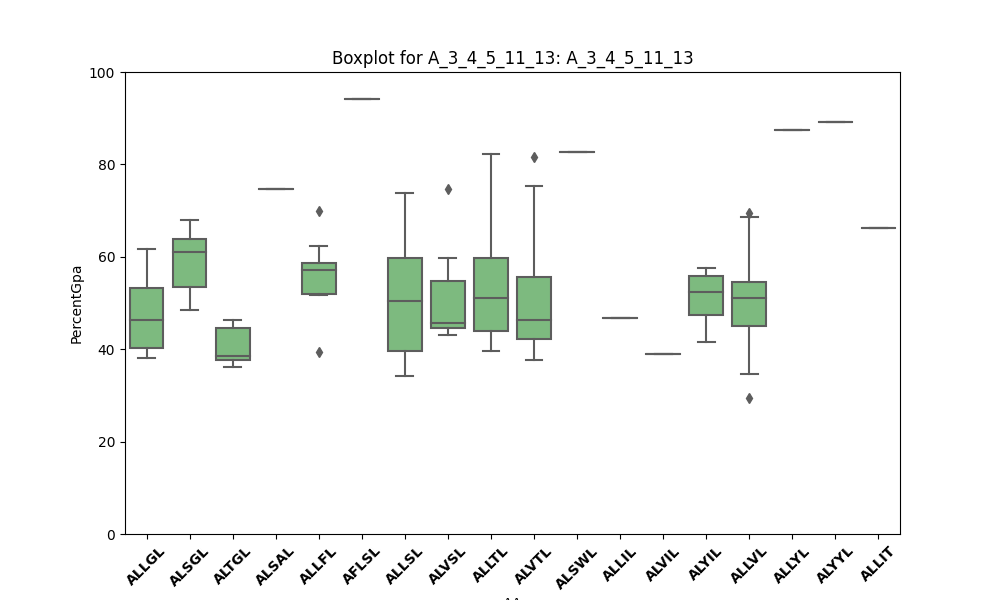 Boxplot for A_3_4_5_11_13: A_3_4_5_11_13
100
80
60
40
20
0
PercentGpa
ALLGL
ALSGL
ALTGL
ALSAL
ALLFL
AFLSL
ALLSL
ALVSL
ALLTL
ALVTL
ALSWL
ALLIL
ALVIL
ALYIL
ALLVL
ALLYL
ALYYL
ALLIT